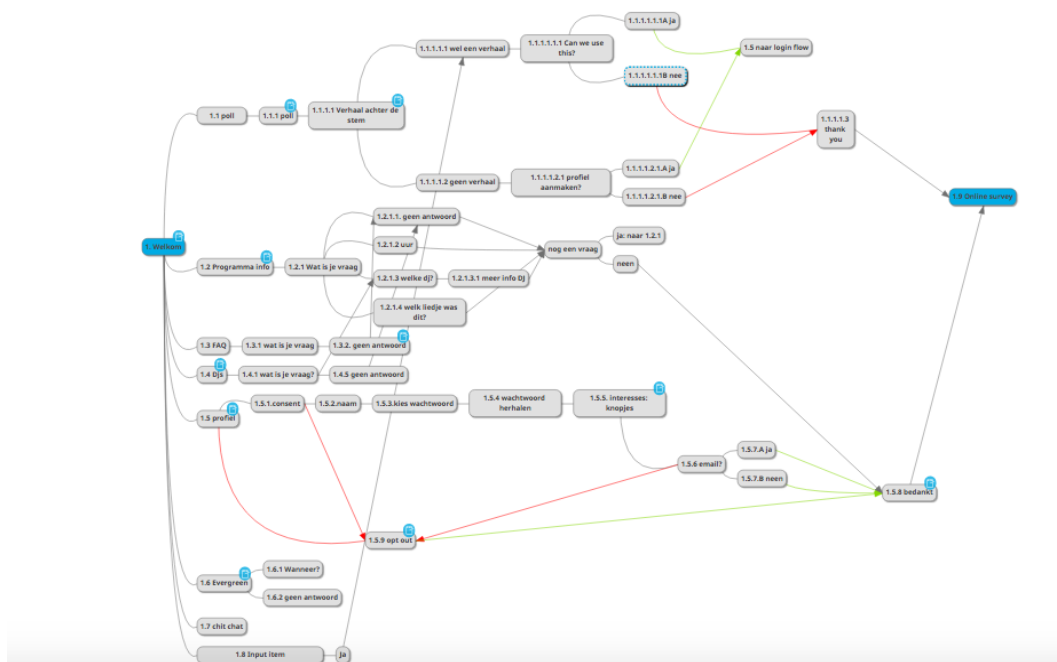 1.1.1.1.1.1A ja
1.1.1.1.1 wel een verhaal
1.1.1.1.1.1 Can we use
this?
1.5 naar login flow
1.1.1.1.1.1B nee
1.1 poll
1.1.1 poll
1.1.1.1 Verhaal achter de
stem
1.1.1.1.3
thank
you
1.1.1.1.2 geen verhaal
1.1.1.1.2.1 profiel
aanmaken?
1.1.1.1.2.1.A ja
1.1.1.1.2.1.B nee
1.9 Online survey
1. Welkom
1.2 Programma info
1.2.1 Wat is je vraag
1.2.1.1. geen antwoord
1.2.1.2 uur
1.2.1.3 welke dj?
1.2.1.3.1 meer info DJ
1.2.1.4 welk liedje was
dit?
nog een vraag
ja: naar 1.2.1
neen
1.3 FAQ
1.3.1 wat is je vraag
1.3.2. geen antwoord
1.4 Djs
1.4.1 wat is je vraag?
1.4.5 geen antwoord
1.5 profiel
1.5.1.consent
1.5.2.naam
1.5.3.kies wachtwoord
1.5.4 wachtwoord
herhalen
1.5.5. interesses:
knopjes
1.5.6 email?
1.5.7.A ja
1.5.7.B neen
1.5.8 bedankt
1.5.9 opt out
1.6 Evergreen
1.6.1 Wanneer?
1.6.2 geen antwoord
1.7 chit chat
1.8 Input item
Ja